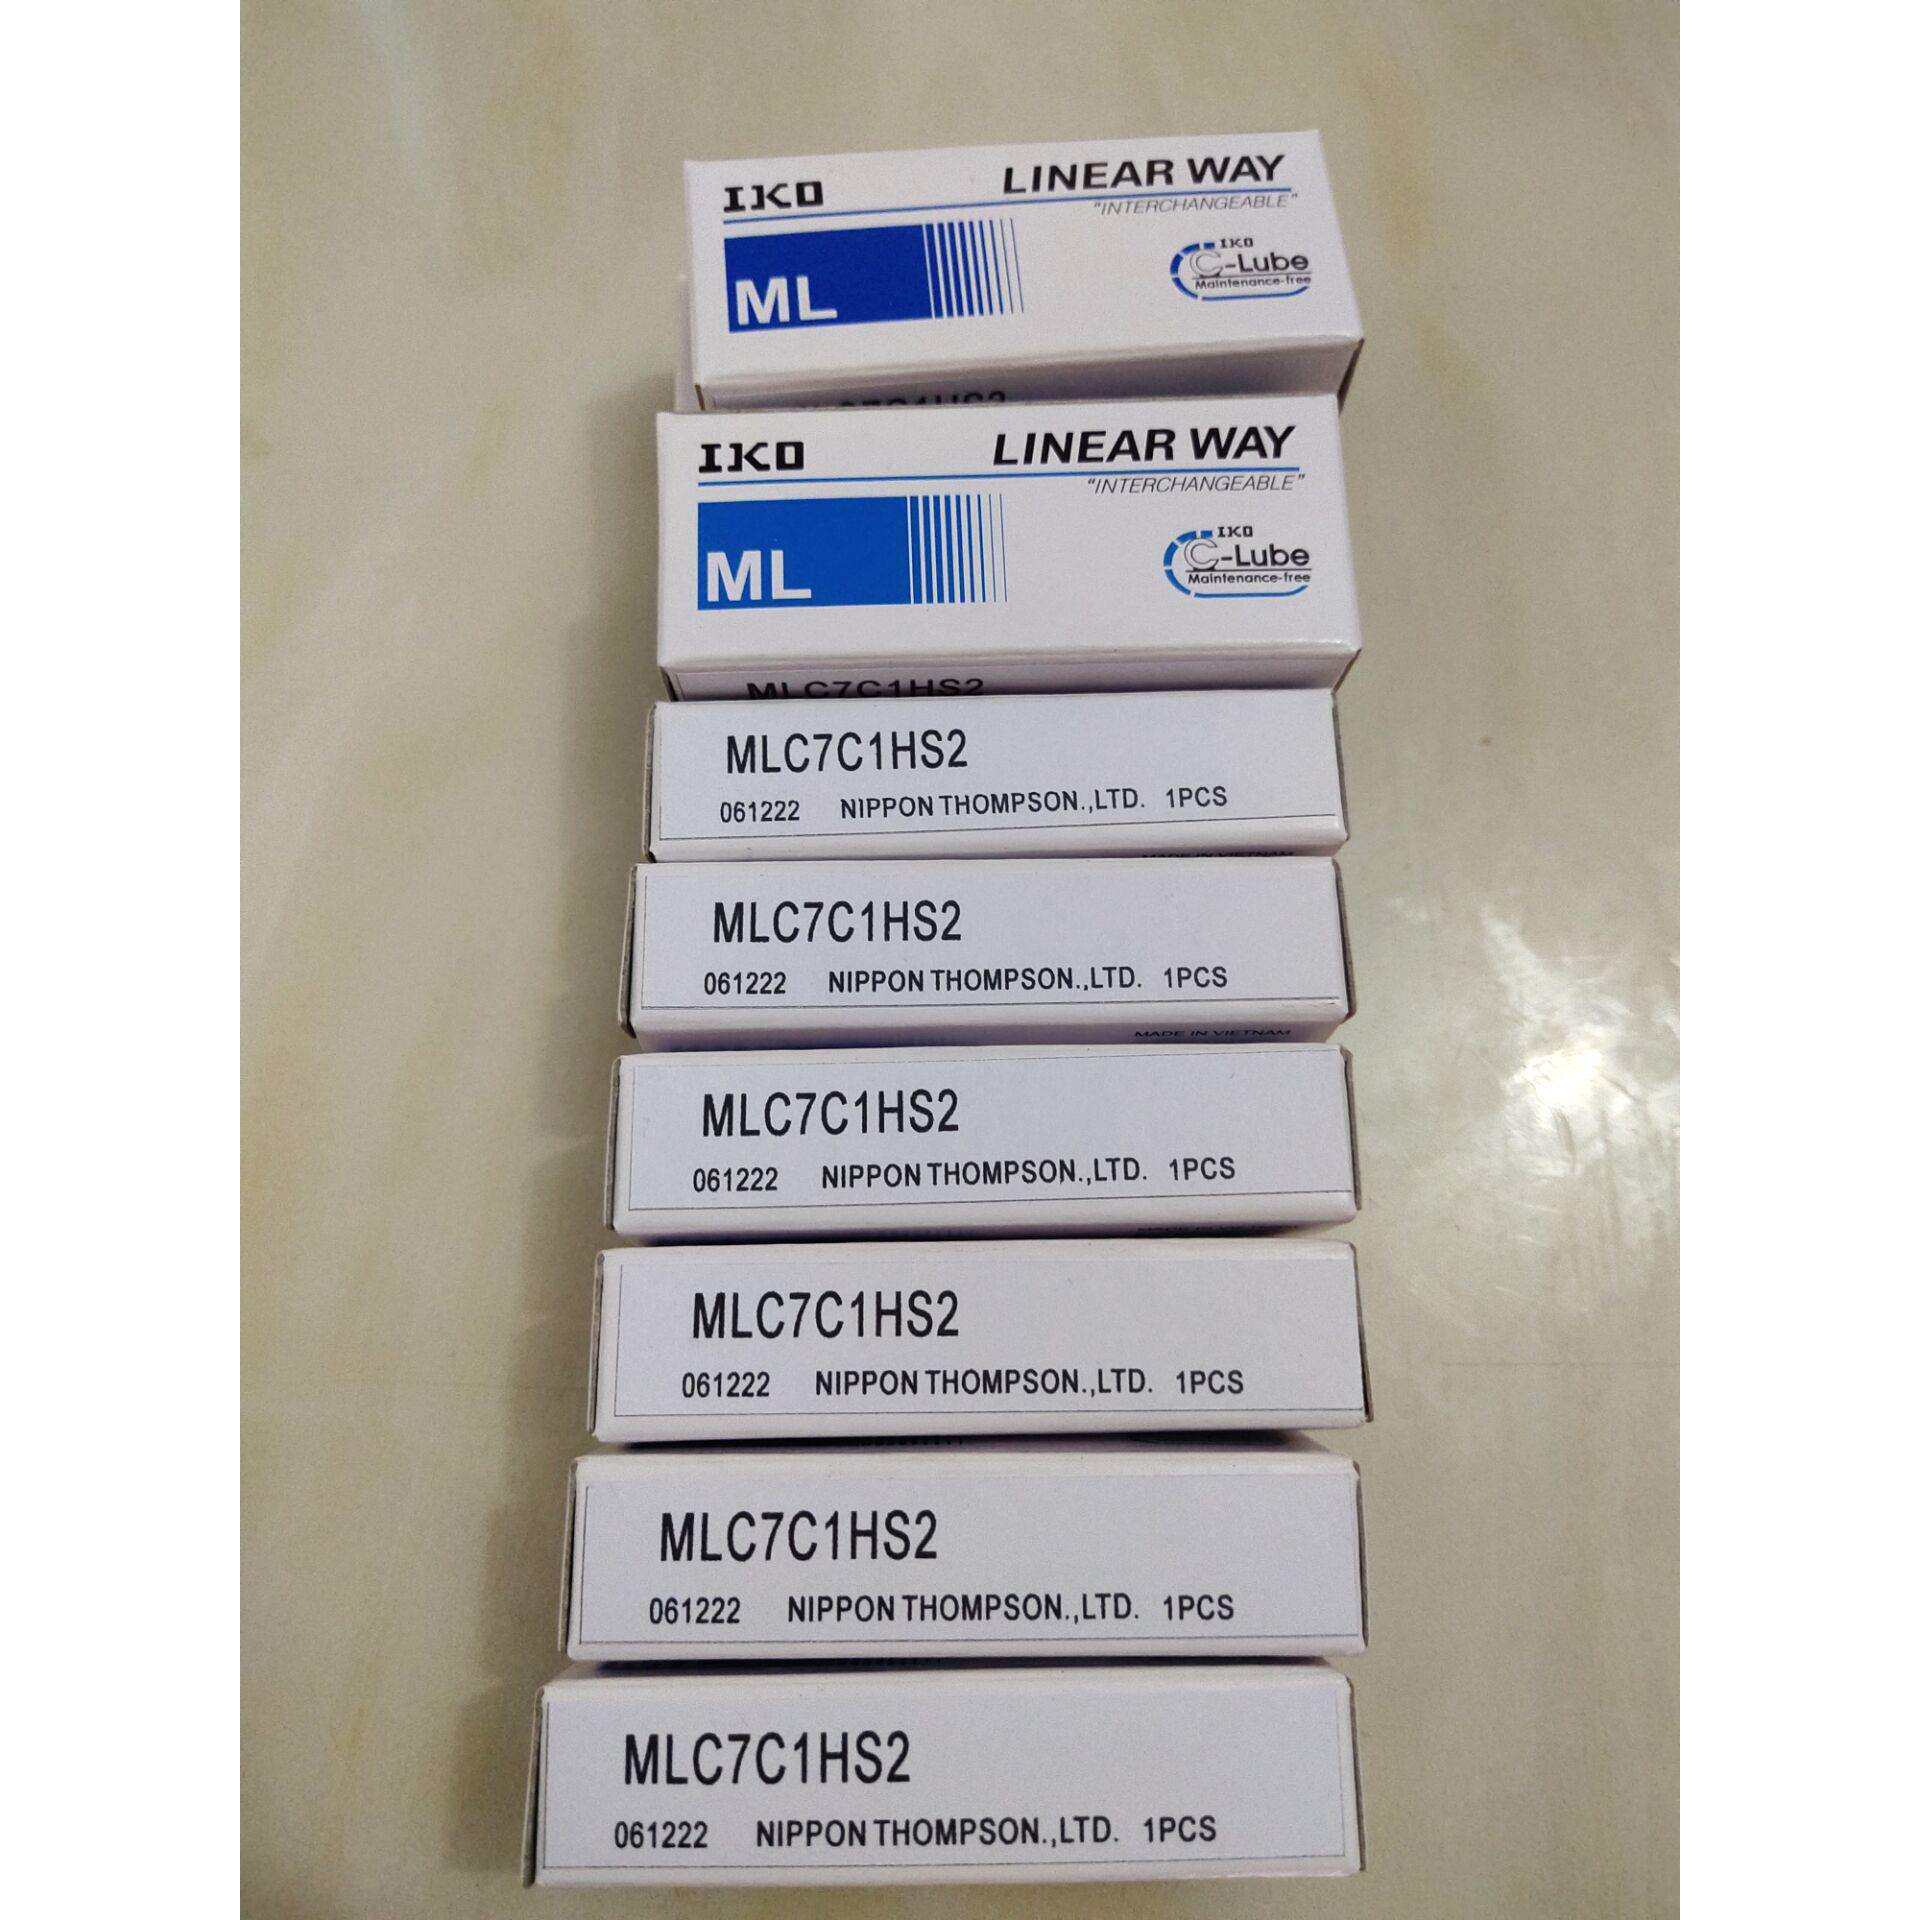 IKO LINEAR WAY
"INTERCHANGEABLE"
ML
IKO
C-Lube
Maintenance-free
IKO LINEAR WAY
"INTERCHANGEABLE"
ML
IKO
C-Lube
Maintenance-free
MLC7C1HS2
MLC7C1HS2
061222 NIPPON THOMPSON.,LTD. 1PCS
MLC7C1HS2
061222 NIPPON THOMPSON.,LTD. 1PCS
MADE IN VIETNAM
MLC7C1HS2
061222 NIPPON THOMPSON.,LTD. 1PCS
MLC7C1HS2
061222 NIPPON THOMPSON.,LTD. 1PCS
MLC7C1HS2
061222 NIPPON THOMPSON.,LTD. 1PCS
MLC7C1HS2
061222 NIPPON THOMPSON.,LTD. 1PCS